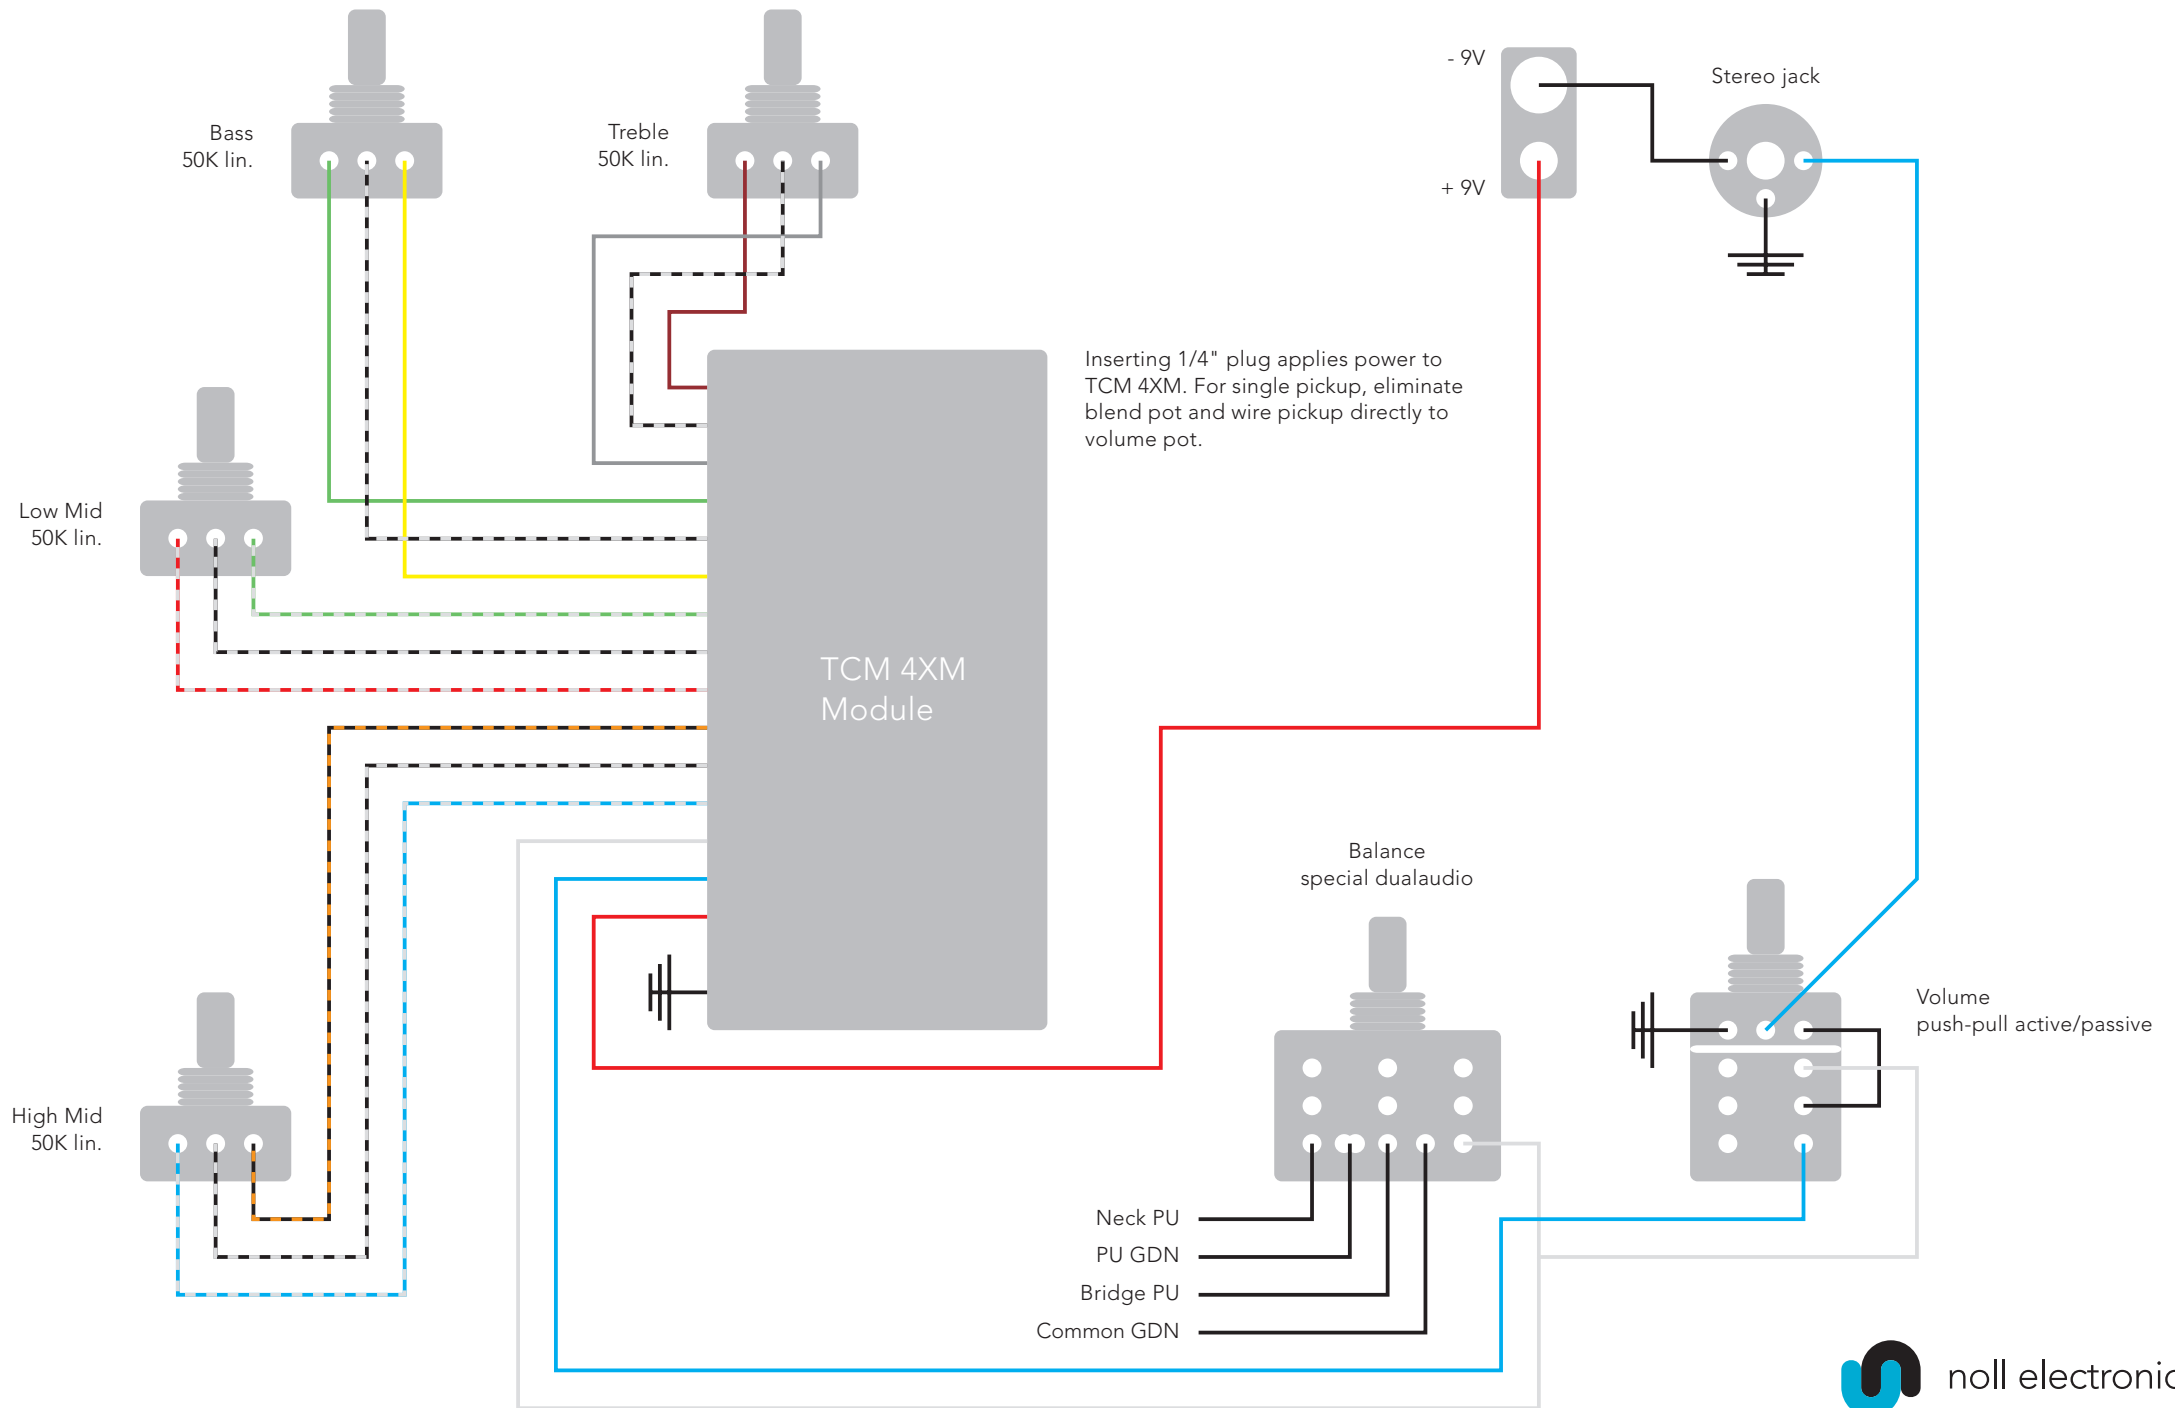 - 9V
Stereo jack
Bass
50K lin.
Treble
50K lin.
+ 9V
Inserting 1/4" plug applies power to
TCM 4XM. For single pickup, eliminate
blend pot and wire pickup directly to
volume pot.
Low Mid
50K lin.
TCM 4XM
Module
Balance
special dualaudio
Volume
push-pull active/passive
High Mid
50K lin.
Neck PU
PU GDN
Bridge PU
Common GDN
noll electronic